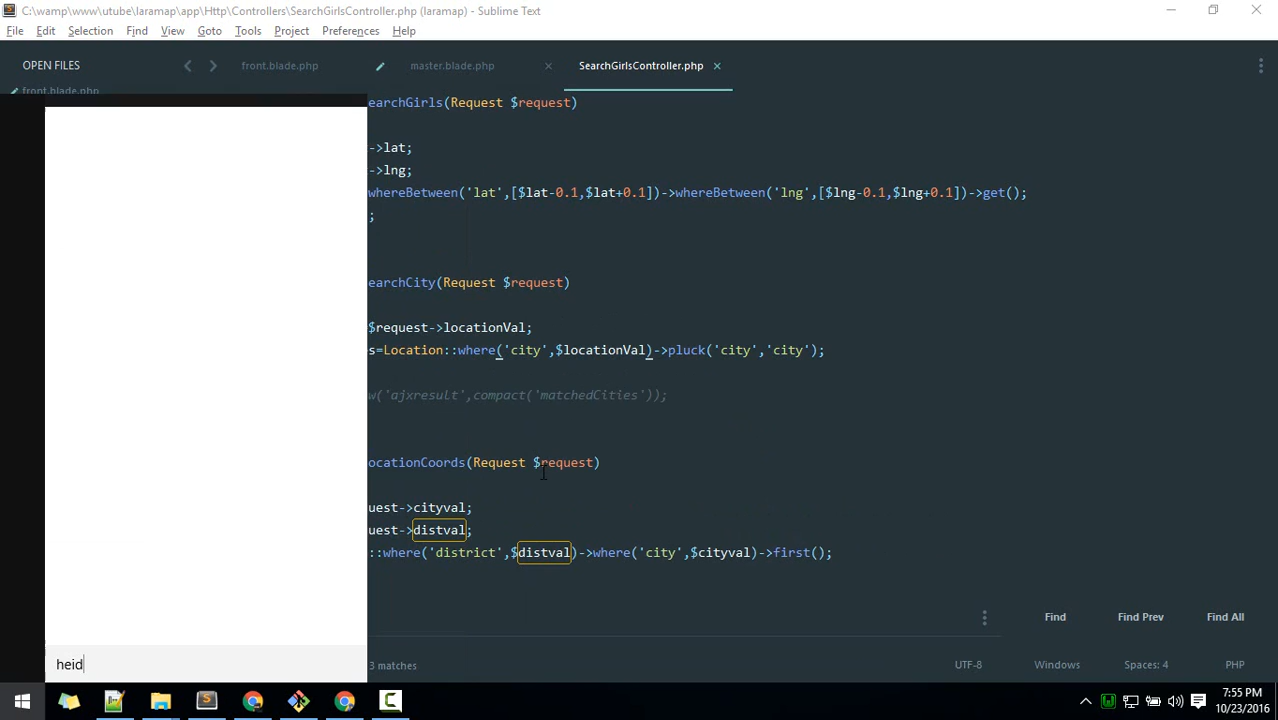 C:\wamp\www\utube\laramap\app\Http\Controllers\SearchGirlsController.php (laramap) - Sublime Text
File Edit Selection Find View Goto Tools Project Preferences Help
OPEN FILES front.blade.php master.blade.php SearchGirlsController.php
front.blade.php
earchGirls(Request $request)
->lat;
->lng;
whereBetween('lat',[$lat-0.1,$lat+0.1])->whereBetween('lng',[$lng-0.1,$lng+0.1])->get();
;
earchCity(Request $request)
$request->locationVal;
s=Location::where('city',$locationVal)->pluck('city','city');
w('ajxresult',compact('matchedCities'));
ocationCoords(Request $request)
uest->cityval;
uest->distval;
::where('district',$distval)->where('city',$cityval)->first();
Find Find Prev Find All
heid
3 matches UTF-8 Windows Spaces: 4 PHP
7:55 PM
10/23/2016